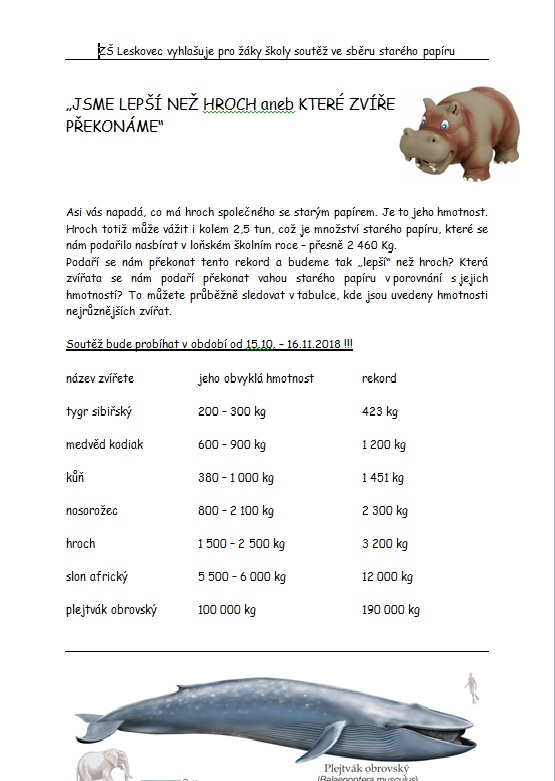 ZŠ Leskovec vyhlašuje pro žáky školy soutěž ve sběru starého papíru
„JSME LEPŠÍ NEŽ HROCH aneb KTERÉ ZVÍŘE
PŘEKONÁME“
Asi vás napadá, co má hroch společného se starým papírem. Je to jeho hmotnost.
Hroch totiž může vážit i kolem 2,5 tun, což je množství starého papíru, které se
nám podařilo nasbírat v loňském školním roce – přesně 2 460 Kg.
Podaří se nám překonat tento rekord a budeme tak „lepší“ než hroch? Která
zvířata se nám podaří překonat vahou starého papíru v porovnání s jejich
hmotností? To můžete průběžně sledovat v tabulce, kde jsou uvedeny hmotnosti
nejrůznějších zvířat.
Soutěž bude probíhat v období od 15.10. – 16.11.2018 !!!
název zvířete jeho obvyklá hmotnost rekord
tygr sibiřský 200 – 300 kg 423 kg
medvěd kodiak 600 – 900 kg 1 200 kg
kůň 380 – 1 000 kg 1 451 kg
nosorožec 800 – 2 100 kg 2 300 kg
hroch 1 500 – 2 500 kg 3 200 kg
slon africký 5 500 – 6 000 kg 12 000 kg
plejtvák obrovský 100 000 kg 190 000 kg
Plejtvák obrovský
(Balaenoptera musculus)